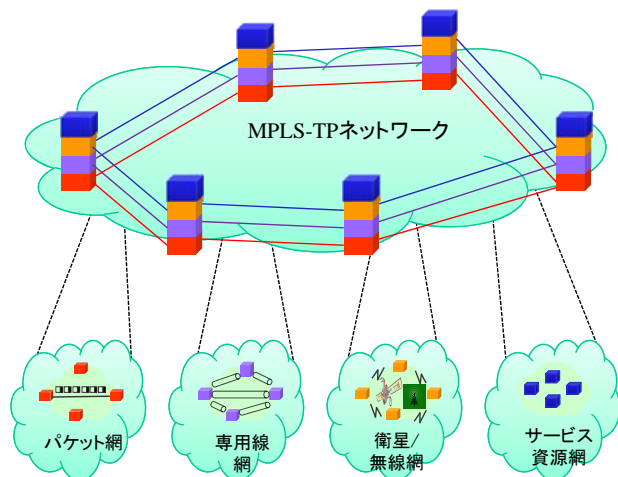 MPLS-TPネットワーク
パケット網
専用線
網
衛星/
無線網
サービス
資源網